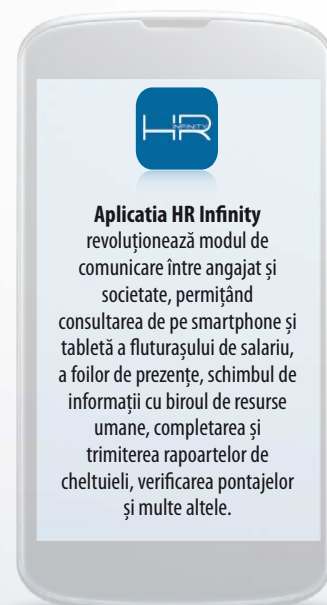 HR
INFINITY
Aplicatia HR Infinity
revoluționează modul de
comunicare între angajat și
societate, permițând
consultarea de pe smartphone și
tabletă a fluturașului de salariu,
a foilor de prezențe, schimbul de
informații cu biroul de resurse
umane, completarea și
trimiterea rapoartelor de
cheltuieli, verificarea pontajelor
și multe altele.